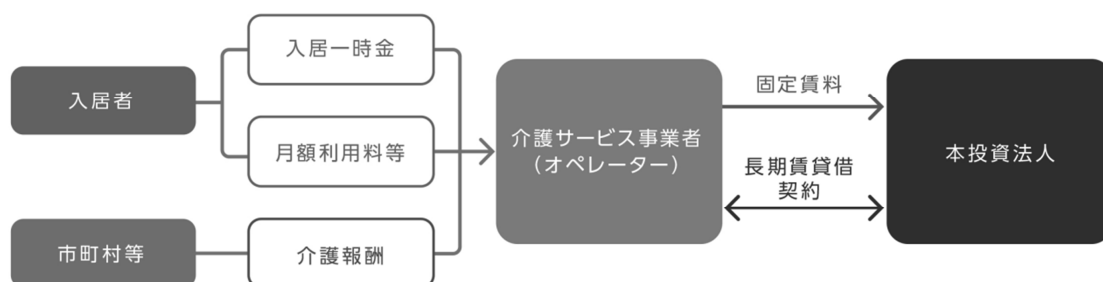 入居者
入居一時金
月額利用料等
市町村等
介護報酬
介護サービス事業者
（オペレーター）
固定賃料
長期賃貸借
契約
本投資法人